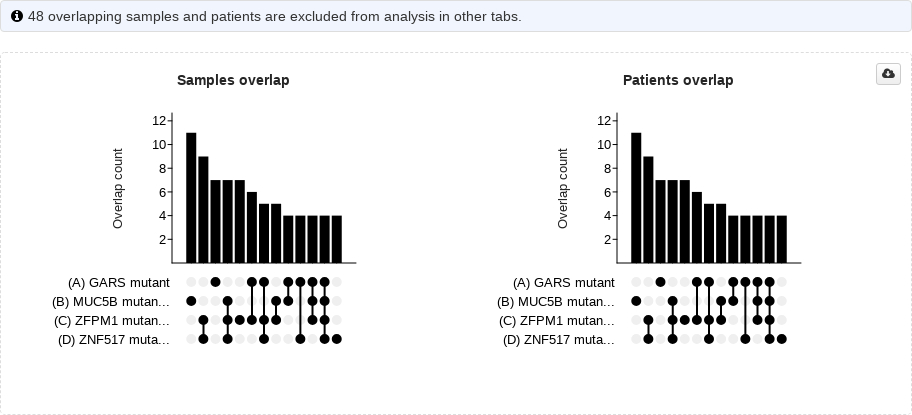 48 overlapping samples and patients are excluded from analysis in other tabs.
Samples overlap
12
10
8
6
4
2
Overlap count
(A) GARS mutant
(B) MUC5B mutan...
(C) ZFPM1 mutan...
(D) ZNF517 muta...
Patients overlap
12
10
8
6
4
2
Overlap count
(A) GARS mutant
(B) MUC5B mutan...
(C) ZFPM1 mutan...
(D) ZNF517 muta...